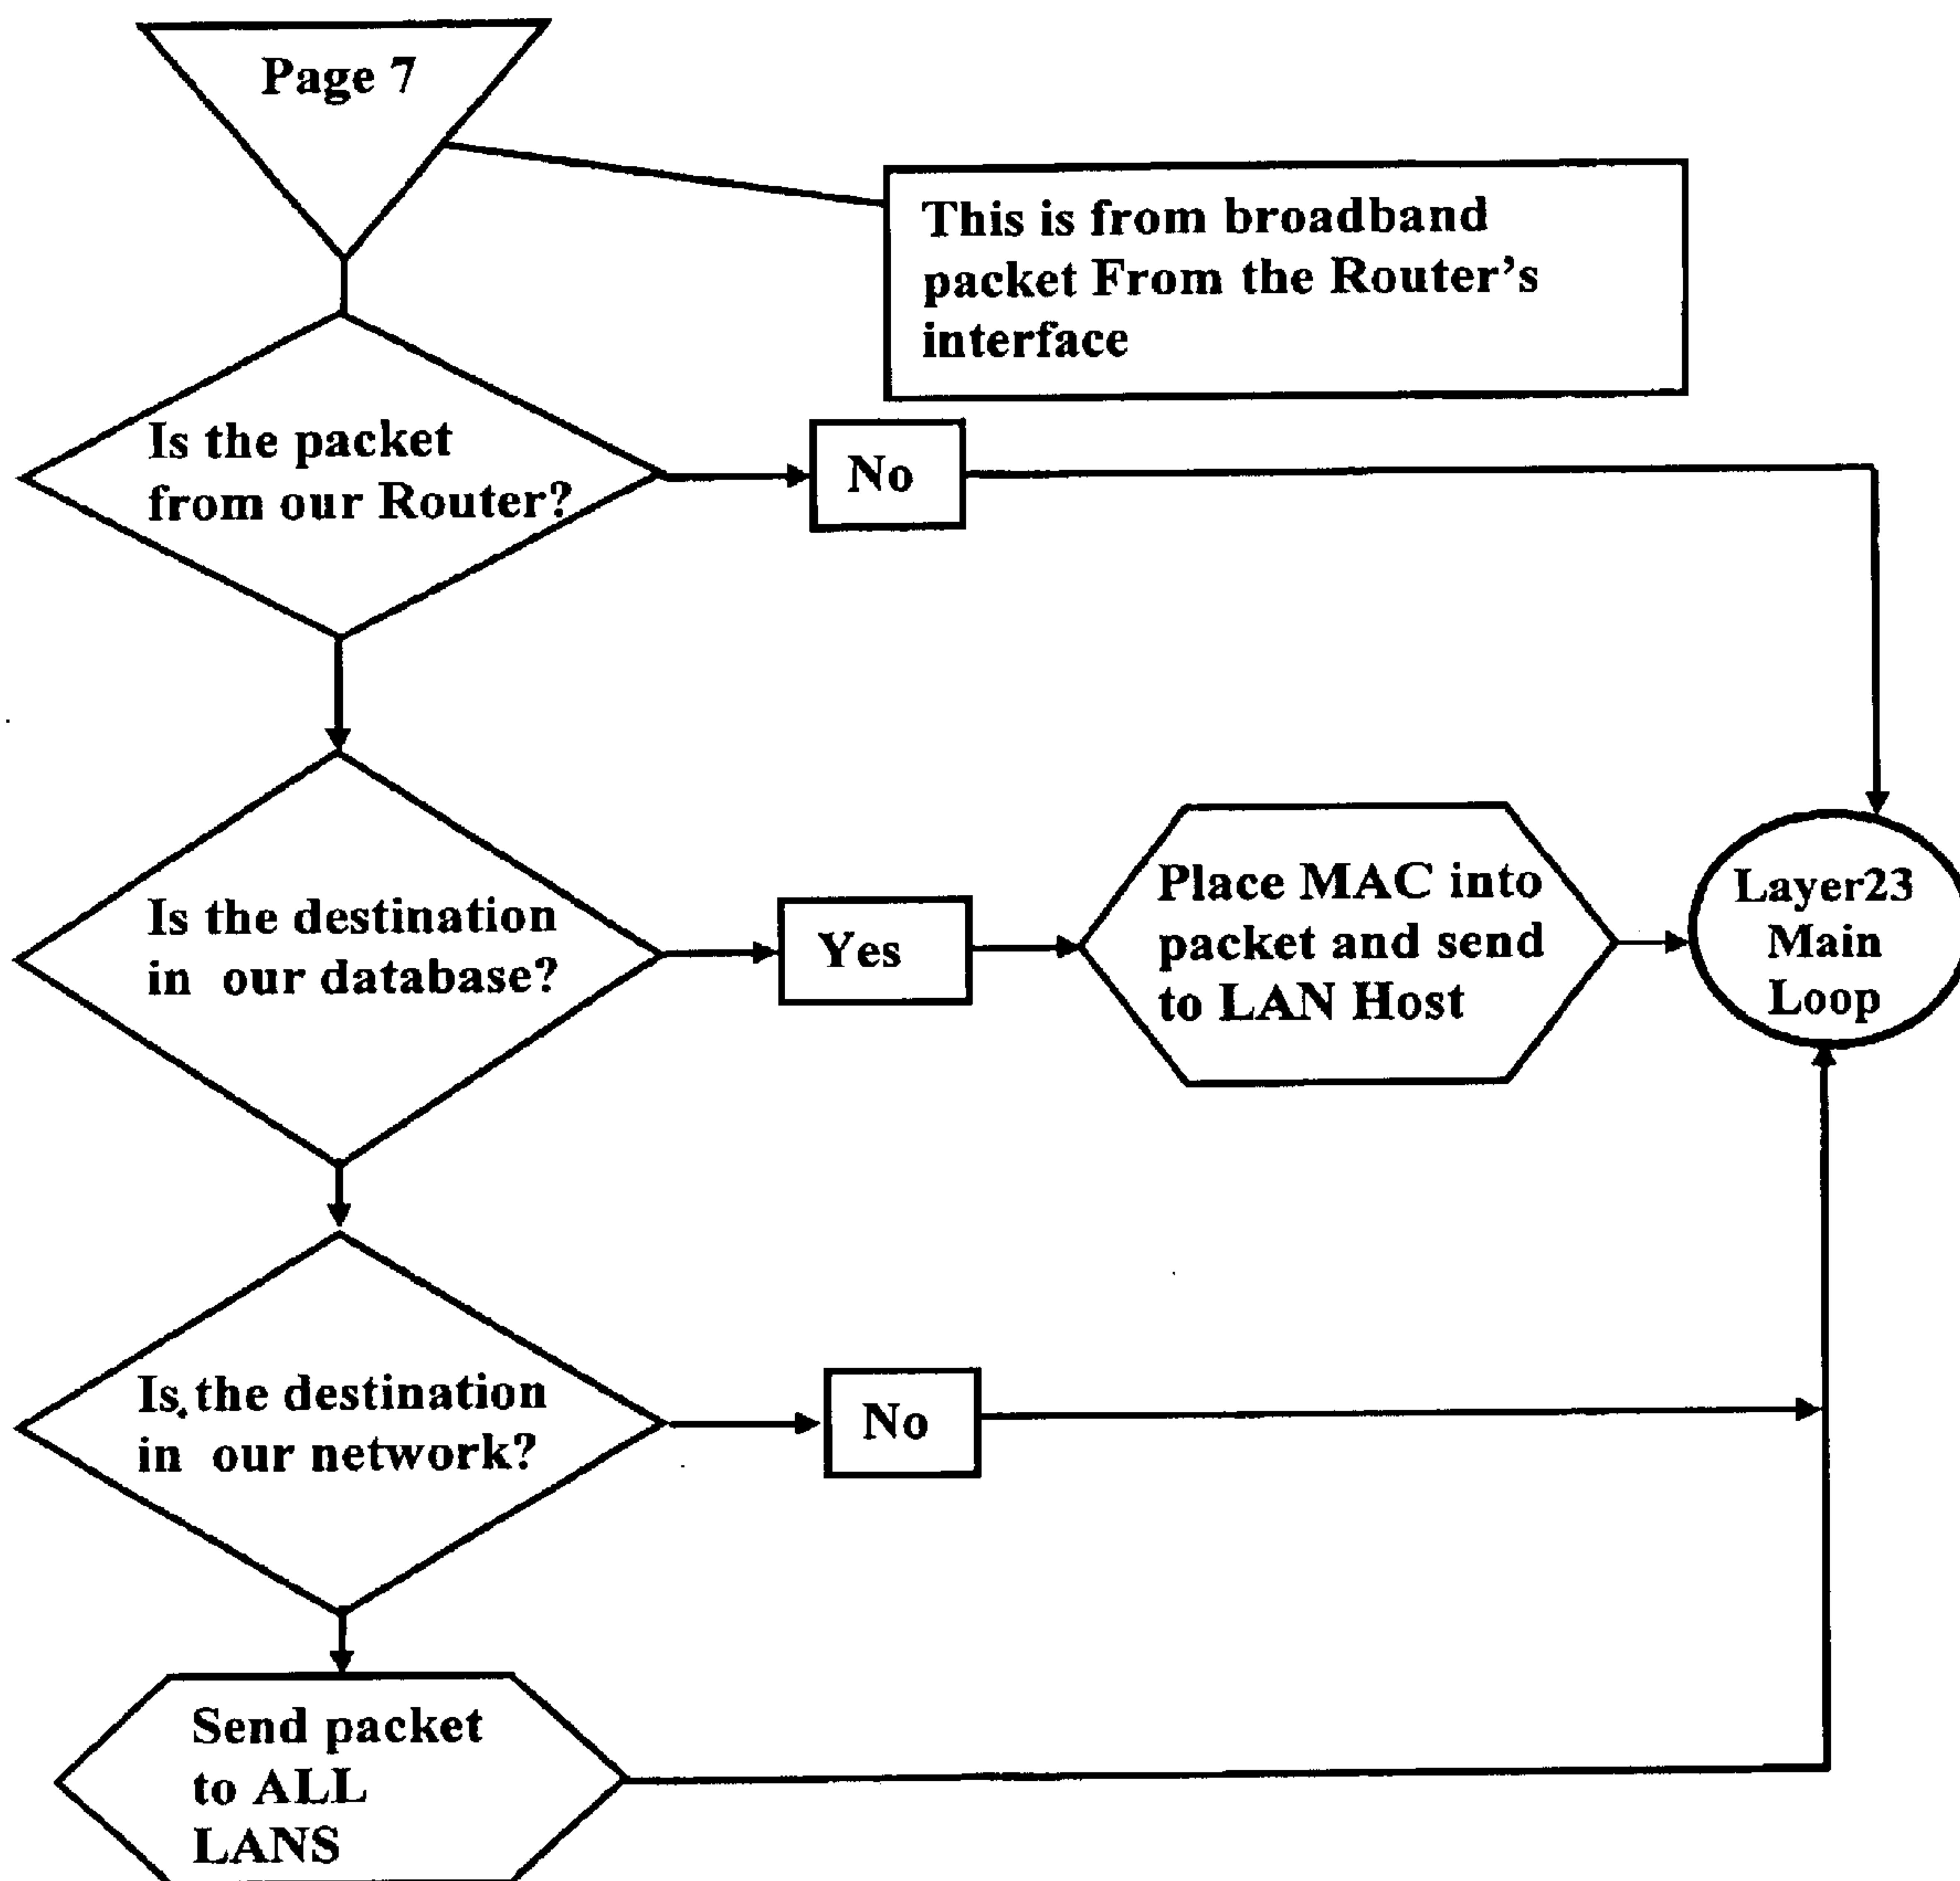 Page 7
This is from broadband
packet From the Router's
interface
Is the packet
from our Router?
No
Is the destination
in our database?
Yes
Place MAC into
packet and send
to LAN Host
Layer23
Main
Loop
Is the destination
in our network?
No
Send packet
to ALL
LANS